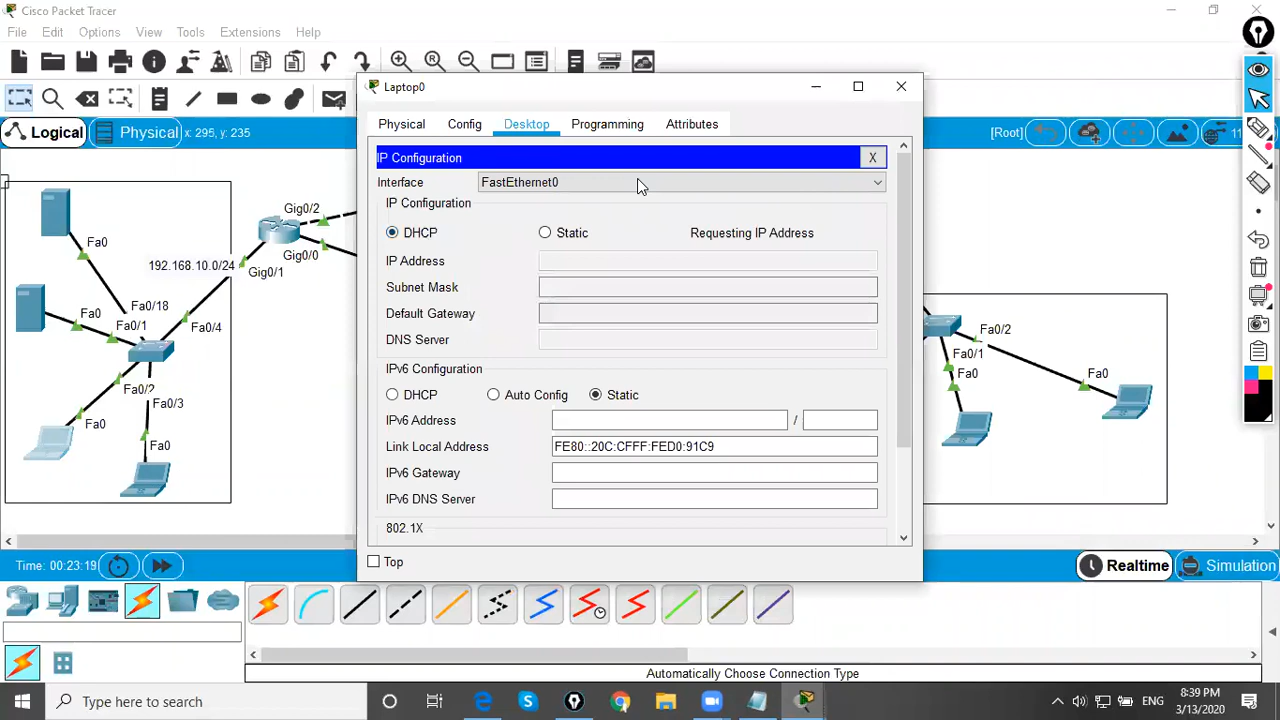 Cisco Packet Tracer
File Edit Options View Tools Extensions Help
Laptop0
Logical Physical x: 295, y: 235
[Root]
Physical Config Desktop Programming Attributes
IP Configuration X
Interface FastEthernet0
IP Configuration
DHCP Static Requesting IP Address
IP Address
Subnet Mask
Default Gateway
DNS Server
IPv6 Configuration
DHCP Auto Config Static
IPv6 Address /
Link Local Address FE80::20C:CFFF:FED0:91C9
IPv6 Gateway
IPv6 DNS Server
802.1X
Top
Gig0/2
Fa0
Gig0/0
192.168.10.0/24
Gig0/1
Fa0/18
Fa0
Fa0/1
Fa0/4
Fa0/2
Fa0/3
Fa0
Fa0
Fa0/2
Fa0/1
Fa0
Fa0
Time: 00:23:19
Realtime Simulation
Automatically Choose Connection Type
Type here to search
ENG
8:39 PM
3/13/2020